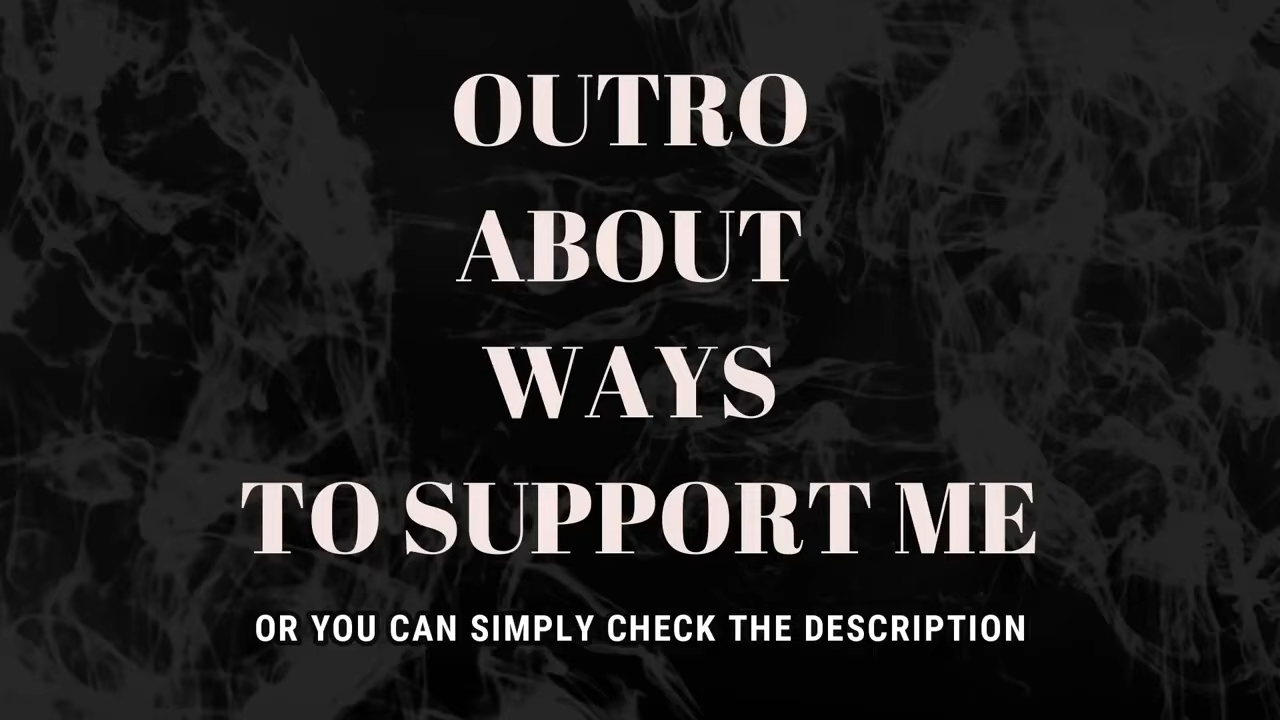 OUTRO
ABOUT
WAYS
TO SUPPORT ME
OR YOU CAN SIMPLY CHECK THE DESCRIPTION